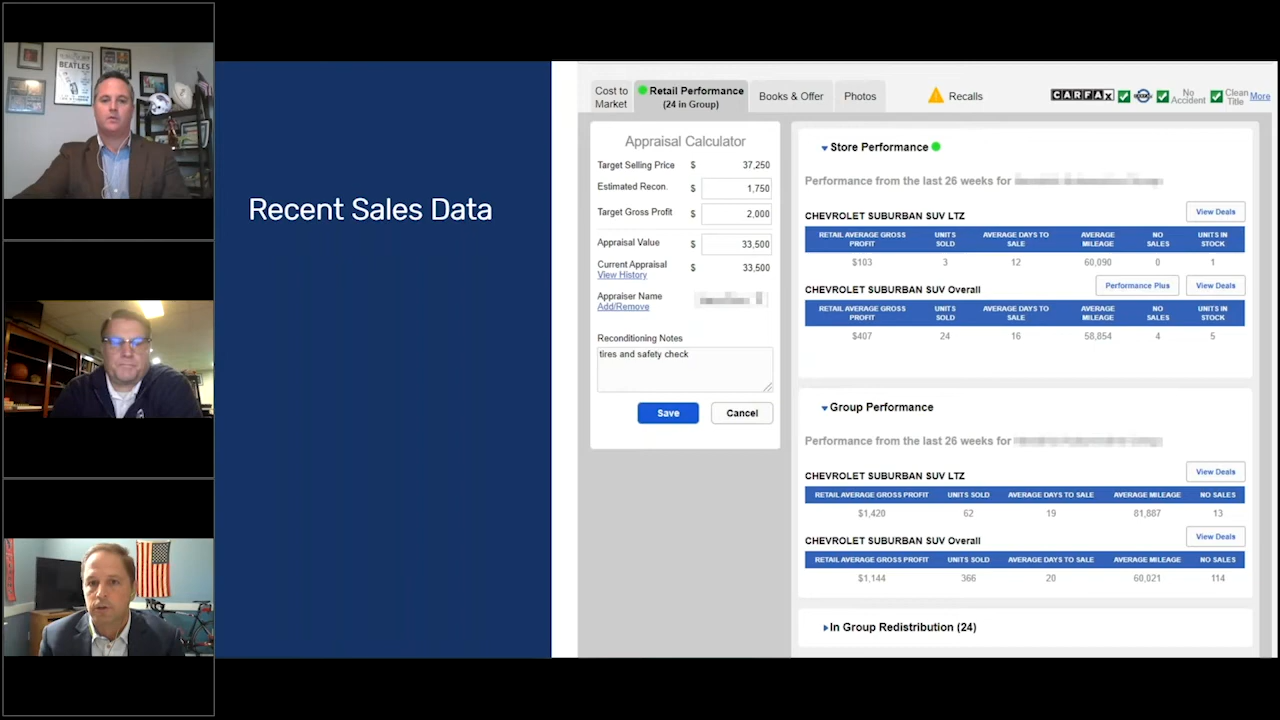 BEATLES
Recent Sales Data
Cost to
Market
Retail Performance
(24 in Group)
Books & Offer
Photos
Recalls
CARFAX
No
Accident
Clean
Title
More
Appraisal Calculator
Target Selling Price $ 37,250
Estimated Recon. $ 1,750
Target Gross Profit $ 2,000
Appraisal Value $ 33,500
Current Appraisal $ 33,500
View History
Appraiser Name
Add/Remove
Reconditioning Notes
tires and safety check
Save Cancel
Store Performance
Performance from the last 26 weeks for
CHEVROLET SUBURBAN SUV LTZ View Deals
RETAIL AVERAGE GROSS PROFIT UNITS SOLD AVERAGE DAYS TO SALE AVERAGE MILEAGE NO SALES UNITS IN STOCK
$103 3 12 60,090 0 1
CHEVROLET SUBURBAN SUV Overall Performance Plus View Deals
RETAIL AVERAGE GROSS PROFIT UNITS SOLD AVERAGE DAYS TO SALE AVERAGE MILEAGE NO SALES UNITS IN STOCK
$407 24 16 58,854 4 5
Group Performance
Performance from the last 26 weeks for
CHEVROLET SUBURBAN SUV LTZ View Deals
RETAIL AVERAGE GROSS PROFIT UNITS SOLD AVERAGE DAYS TO SALE AVERAGE MILEAGE NO SALES
$1,420 62 19 81,887 13
CHEVROLET SUBURBAN SUV Overall View Deals
RETAIL AVERAGE GROSS PROFIT UNITS SOLD AVERAGE DAYS TO SALE AVERAGE MILEAGE NO SALES
$1,144 366 20 60,021 114
In Group Redistribution (24)